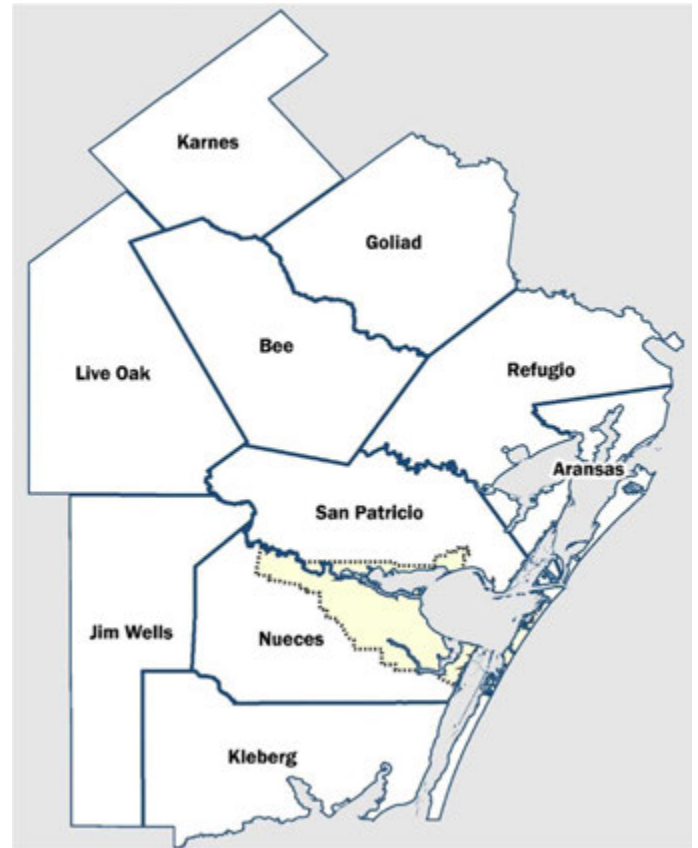 Karnes
Goliad
Bee
Live Oak
Refugio
Aransas
San Patricio
Jim Wells
Nueces
Kleberg